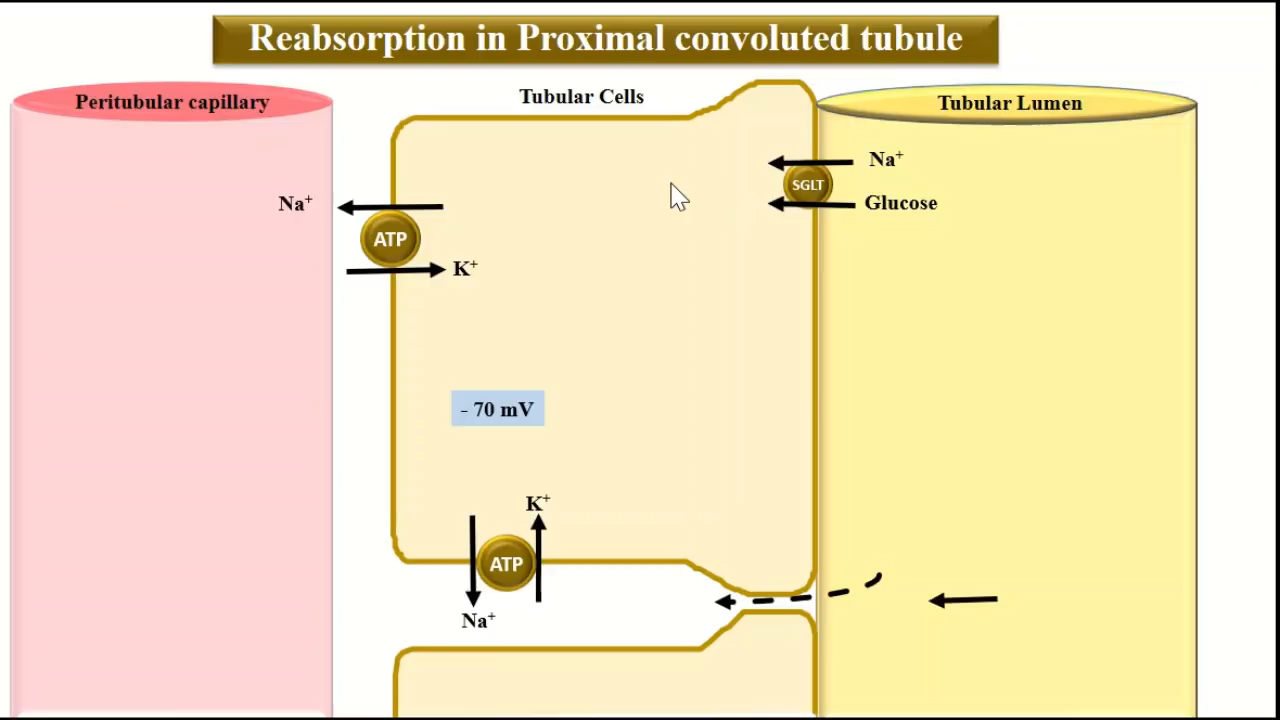 Reabsorption in Proximal convoluted tubule
Peritubular capillary
Tubular Cells
Tubular Lumen
Na⁺
SGLT
Glucose
Na⁺
ATP
K⁺
- 70 mV
K⁺
ATP
Na⁺